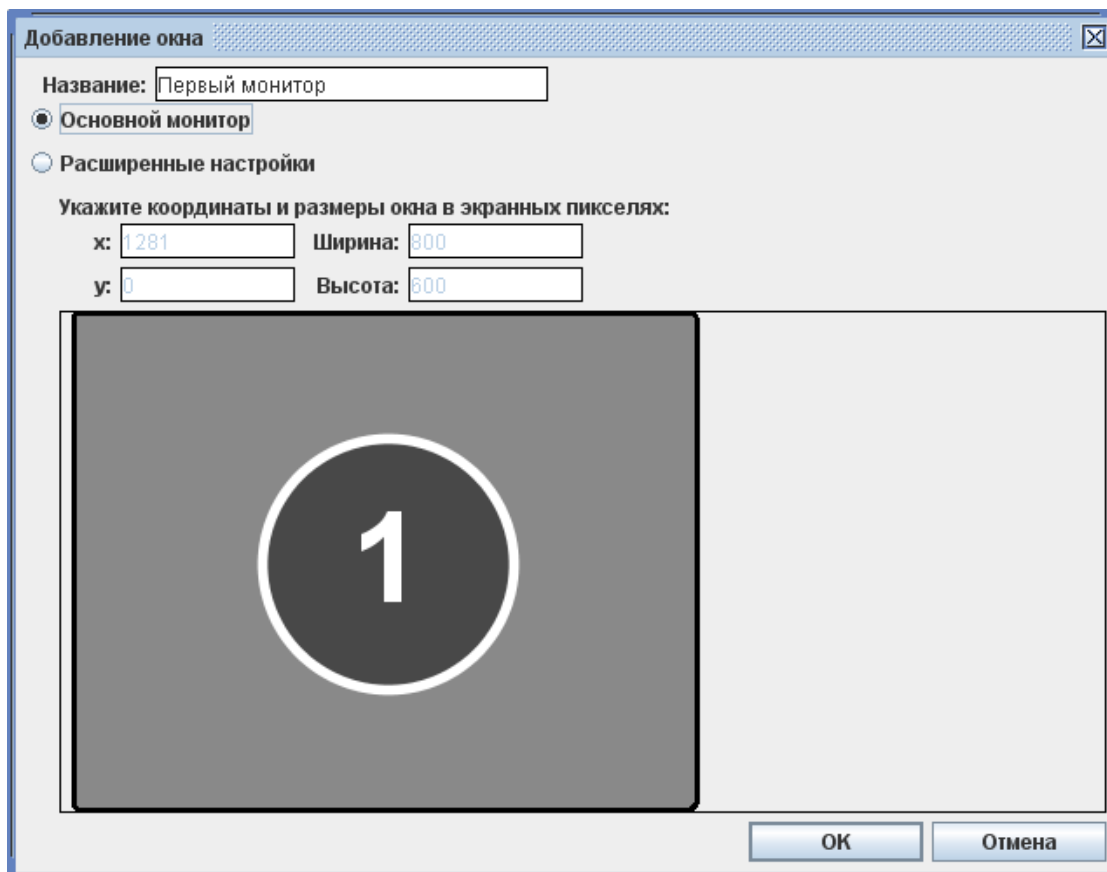 Добавление окна
Название: Первый монитор
Основной монитор
Расширенные настройки
Укажите координаты и размеры окна в экранных пикселях:
x: 1281 Ширина: 800
y: 0 Высота: 600
1
OK Отмена